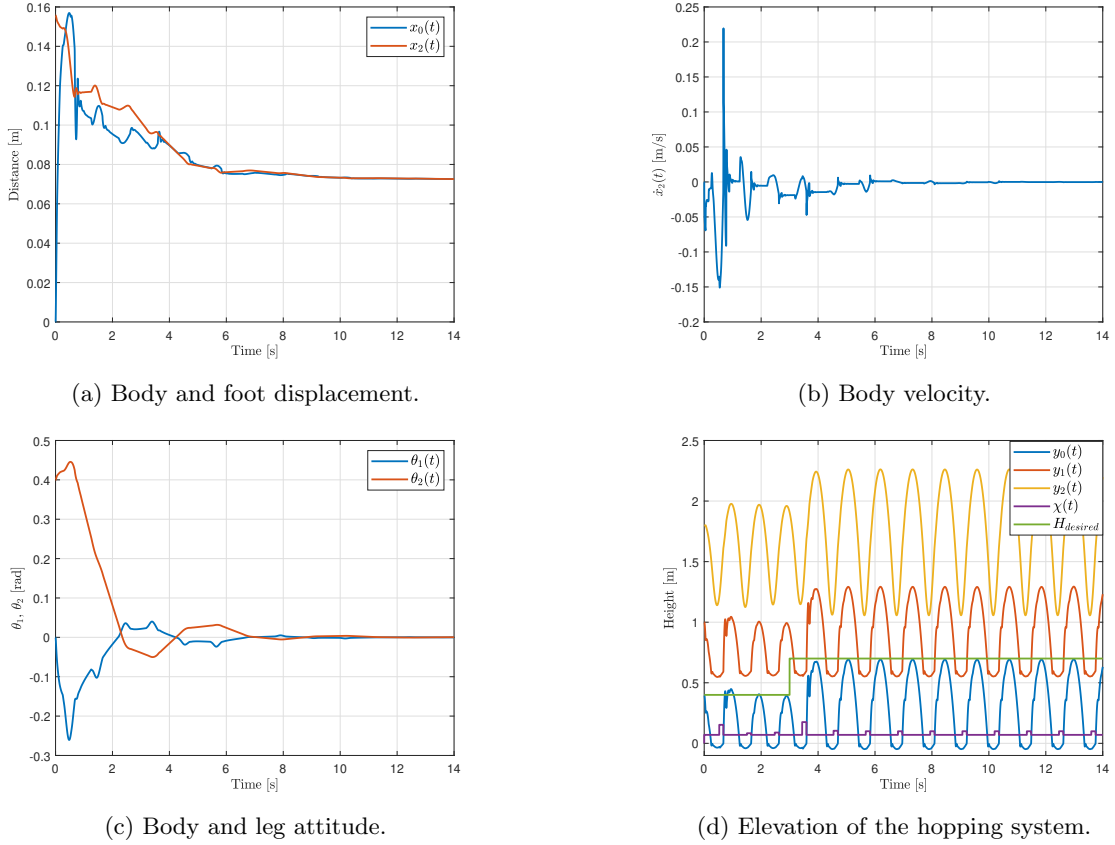 0.16
0.14
0.12
0.1
0.08
0.06
0.04
0.02
0
Distance [m]
x₀(t)
x₂(t)
0 2 4 6 8 10 12 14
Time [s]
(a) Body and foot displacement.
0.25
0.2
0.15
0.1
0.05
0
-0.05
-0.1
-0.15
-0.2
ẋ₂(t) [m/s]
0 2 4 6 8 10 12 14
Time [s]
(b) Body velocity.
0.5
0.4
0.3
0.2
0.1
0
-0.1
-0.2
-0.3
θ₁, θ₂ [rad]
θ₁(t)
θ₂(t)
0 2 4 6 8 10 12 14
Time [s]
(c) Body and leg attitude.
2.5
2
1.5
1
0.5
0
Height [m]
y₀(t)
y₁(t)
y₂(t)
χ(t)
H_desired
0 2 4 6 8 10 12 14
Time [s]
(d) Elevation of the hopping system.